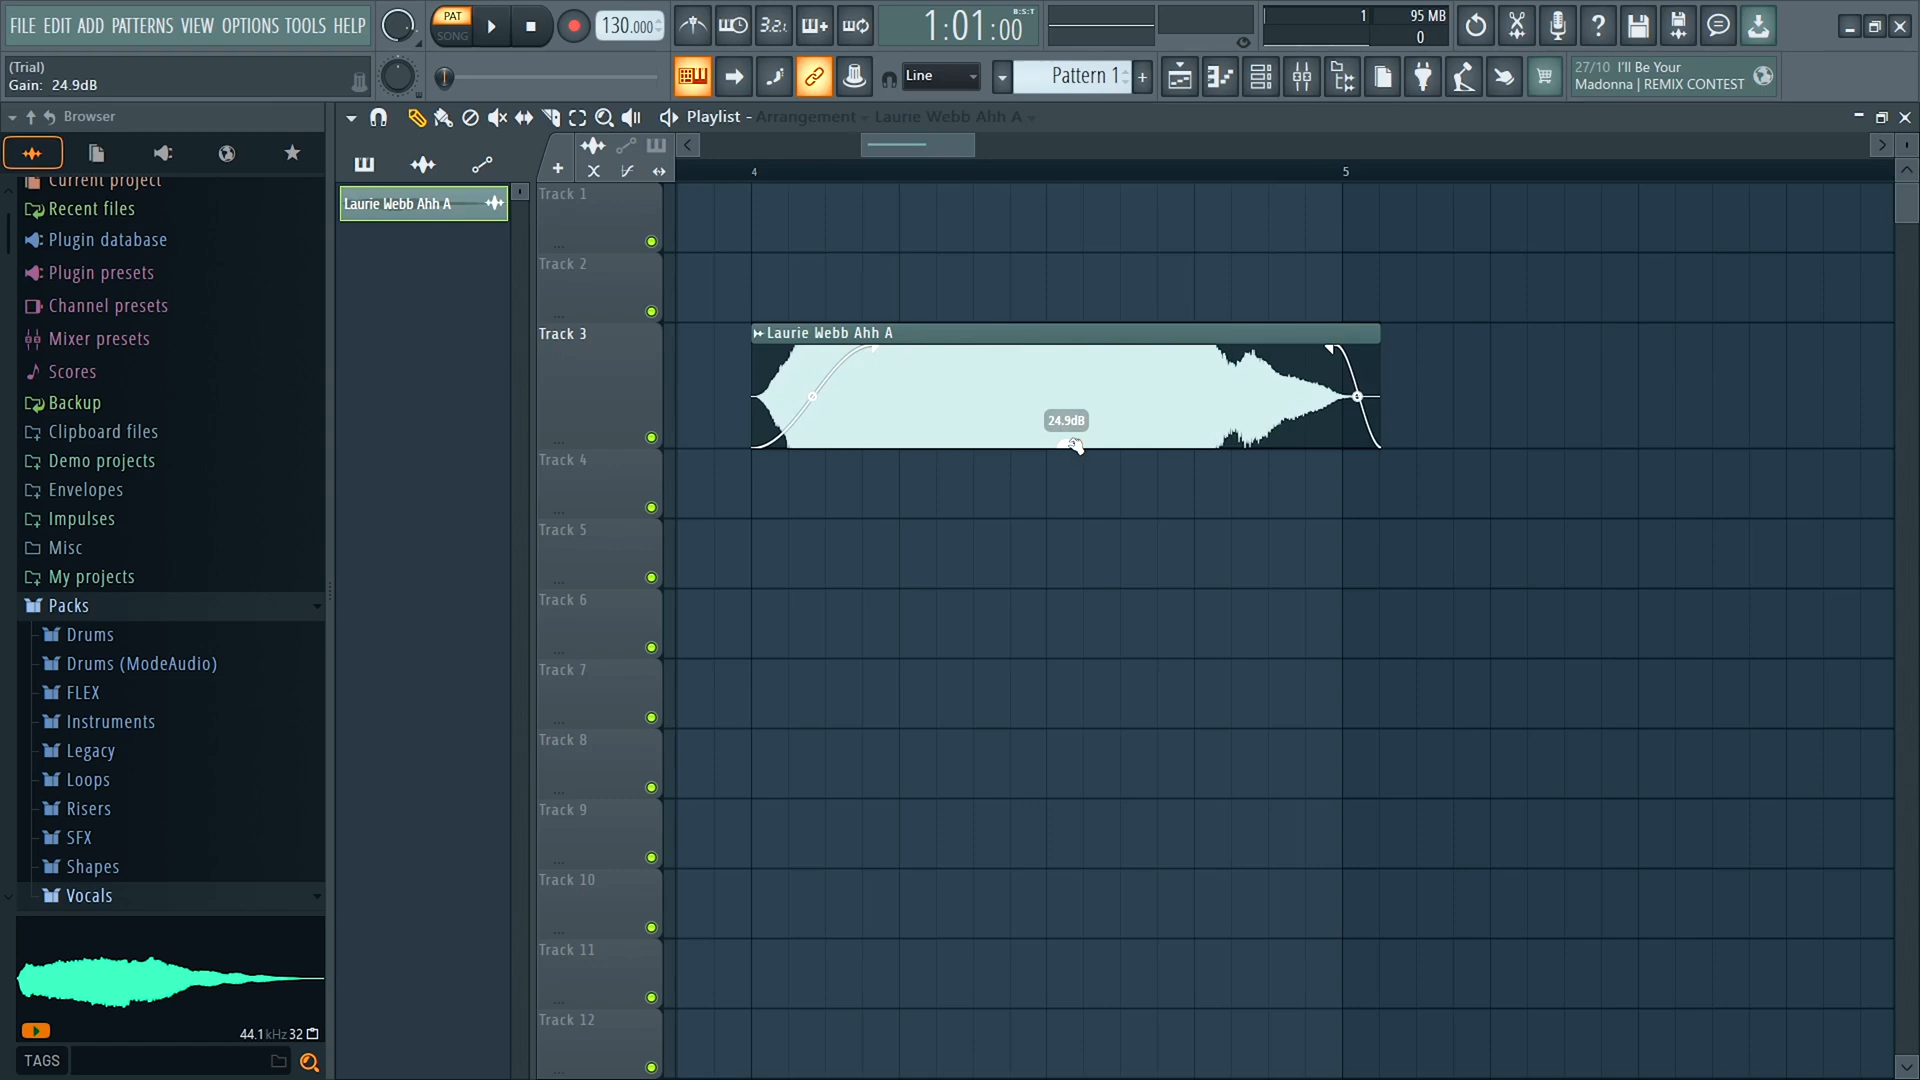 FILE EDIT ADD PATTERNS VIEW OPTIONS TOOLS HELP
PAT
SONG
130.000
3.2.
1:01:00
B:S:T
1
95 MB
0
(Trial)
Gain: 24.9dB
Line
Pattern 1
27/10 I'll Be Your
Madonna | REMIX CONTEST
Browser
Playlist - Arrangement - Laurie Webb Ahh A
Current project
Recent files
Plugin database
Plugin presets
Channel presets
Mixer presets
Scores
Backup
Clipboard files
Demo projects
Envelopes
Impulses
Misc
My projects
Packs
Drums
Drums (ModeAudio)
FLEX
Instruments
Legacy
Loops
Risers
SFX
Shapes
Vocals
44.1kHz 32
TAGS
Laurie Webb Ahh A
4
5
Track 1
Track 2
Track 3
Laurie Webb Ahh A
24.9dB
Track 4
Track 5
Track 6
Track 7
Track 8
Track 9
Track 10
Track 11
Track 12